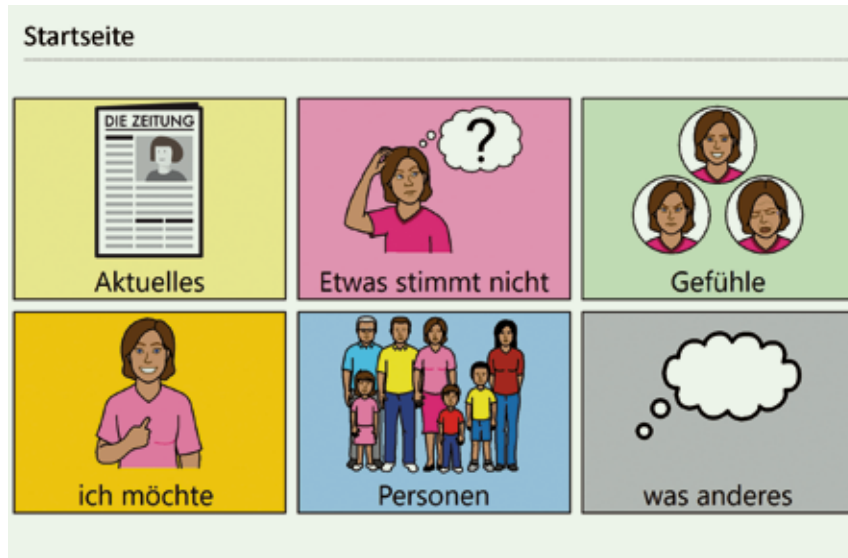 Startseite
DIE ZEITUNG
Aktuelles
?
Etwas stimmt nicht
Gefühle
ich möchte
Personen
was anderes